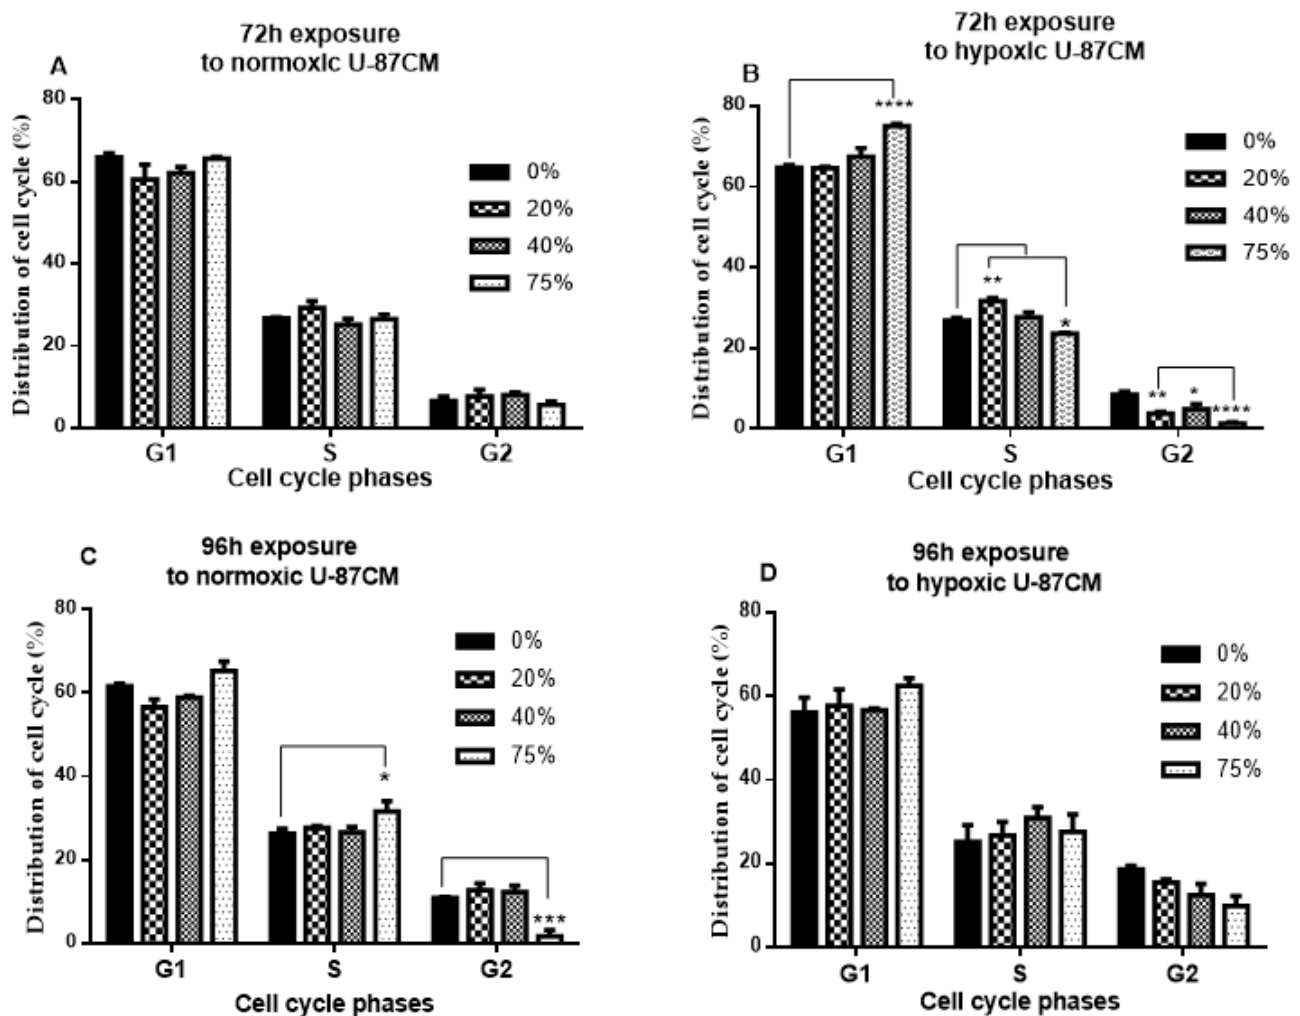 72h exposure
to normoxic U-87CM
A
Distribution of cell cycle (%)
80
60
40
20
0
0%
20%
40%
75%
G1 S G2
Cell cycle phases
72h exposure
to hypoxic U-87CM
B
Distribution of cell cycle (%)
80
60
40
20
0
****
**
*
**
*
****
0%
20%
40%
75%
G1 S G2
Cell cycle phases
96h exposure
to normoxic U-87CM
C
Distribution of cell cycle (%)
80
60
40
20
0
*
***
0%
20%
40%
75%
G1 S G2
Cell cycle phases
96h exposure
to hypoxic U-87CM
D
Distribution of cell cycle (%)
80
60
40
20
0
0%
20%
40%
75%
G1 S G2
Cell cycle phases